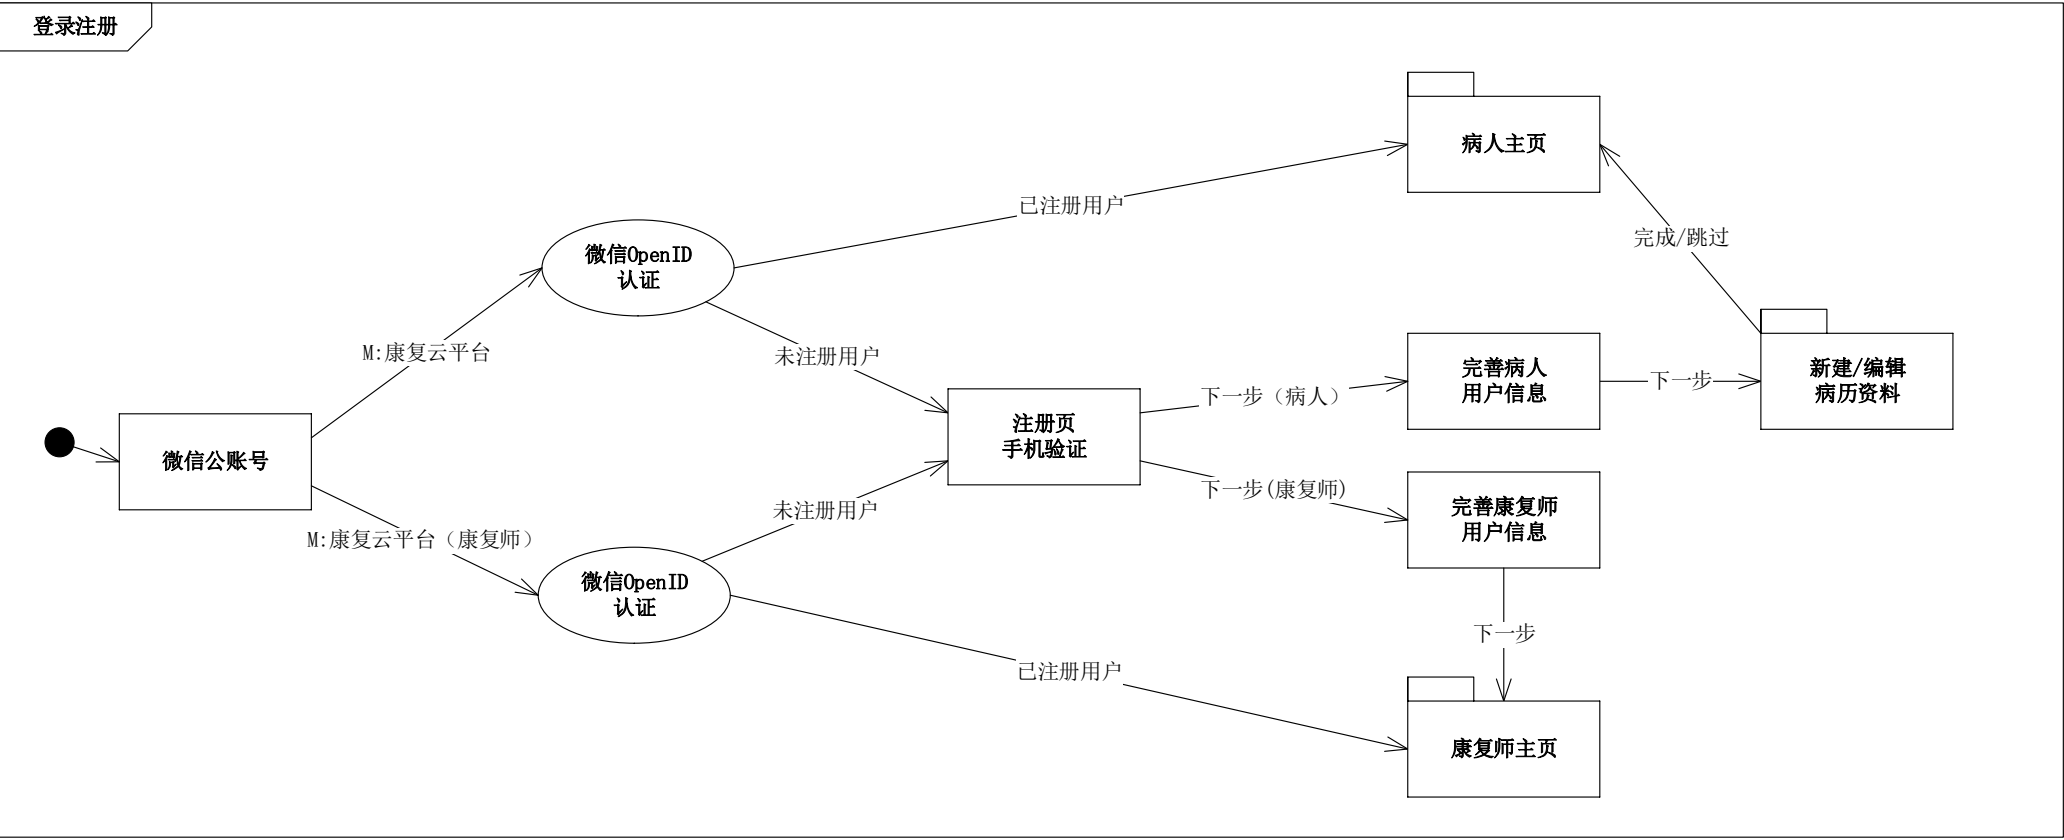 登录注册
病人主页
已注册用户
完成/跳过
微信OpenID
认证
M:康复云平台
未注册用户
完善病人
用户信息
下一步
新建/编辑
病历资料
下一步（病人）
注册页
手机验证
微信公账号
下一步(康复师)
完善康复师
用户信息
未注册用户
M:康复云平台（康复师）
微信OpenID
认证
下一步
已注册用户
康复师主页